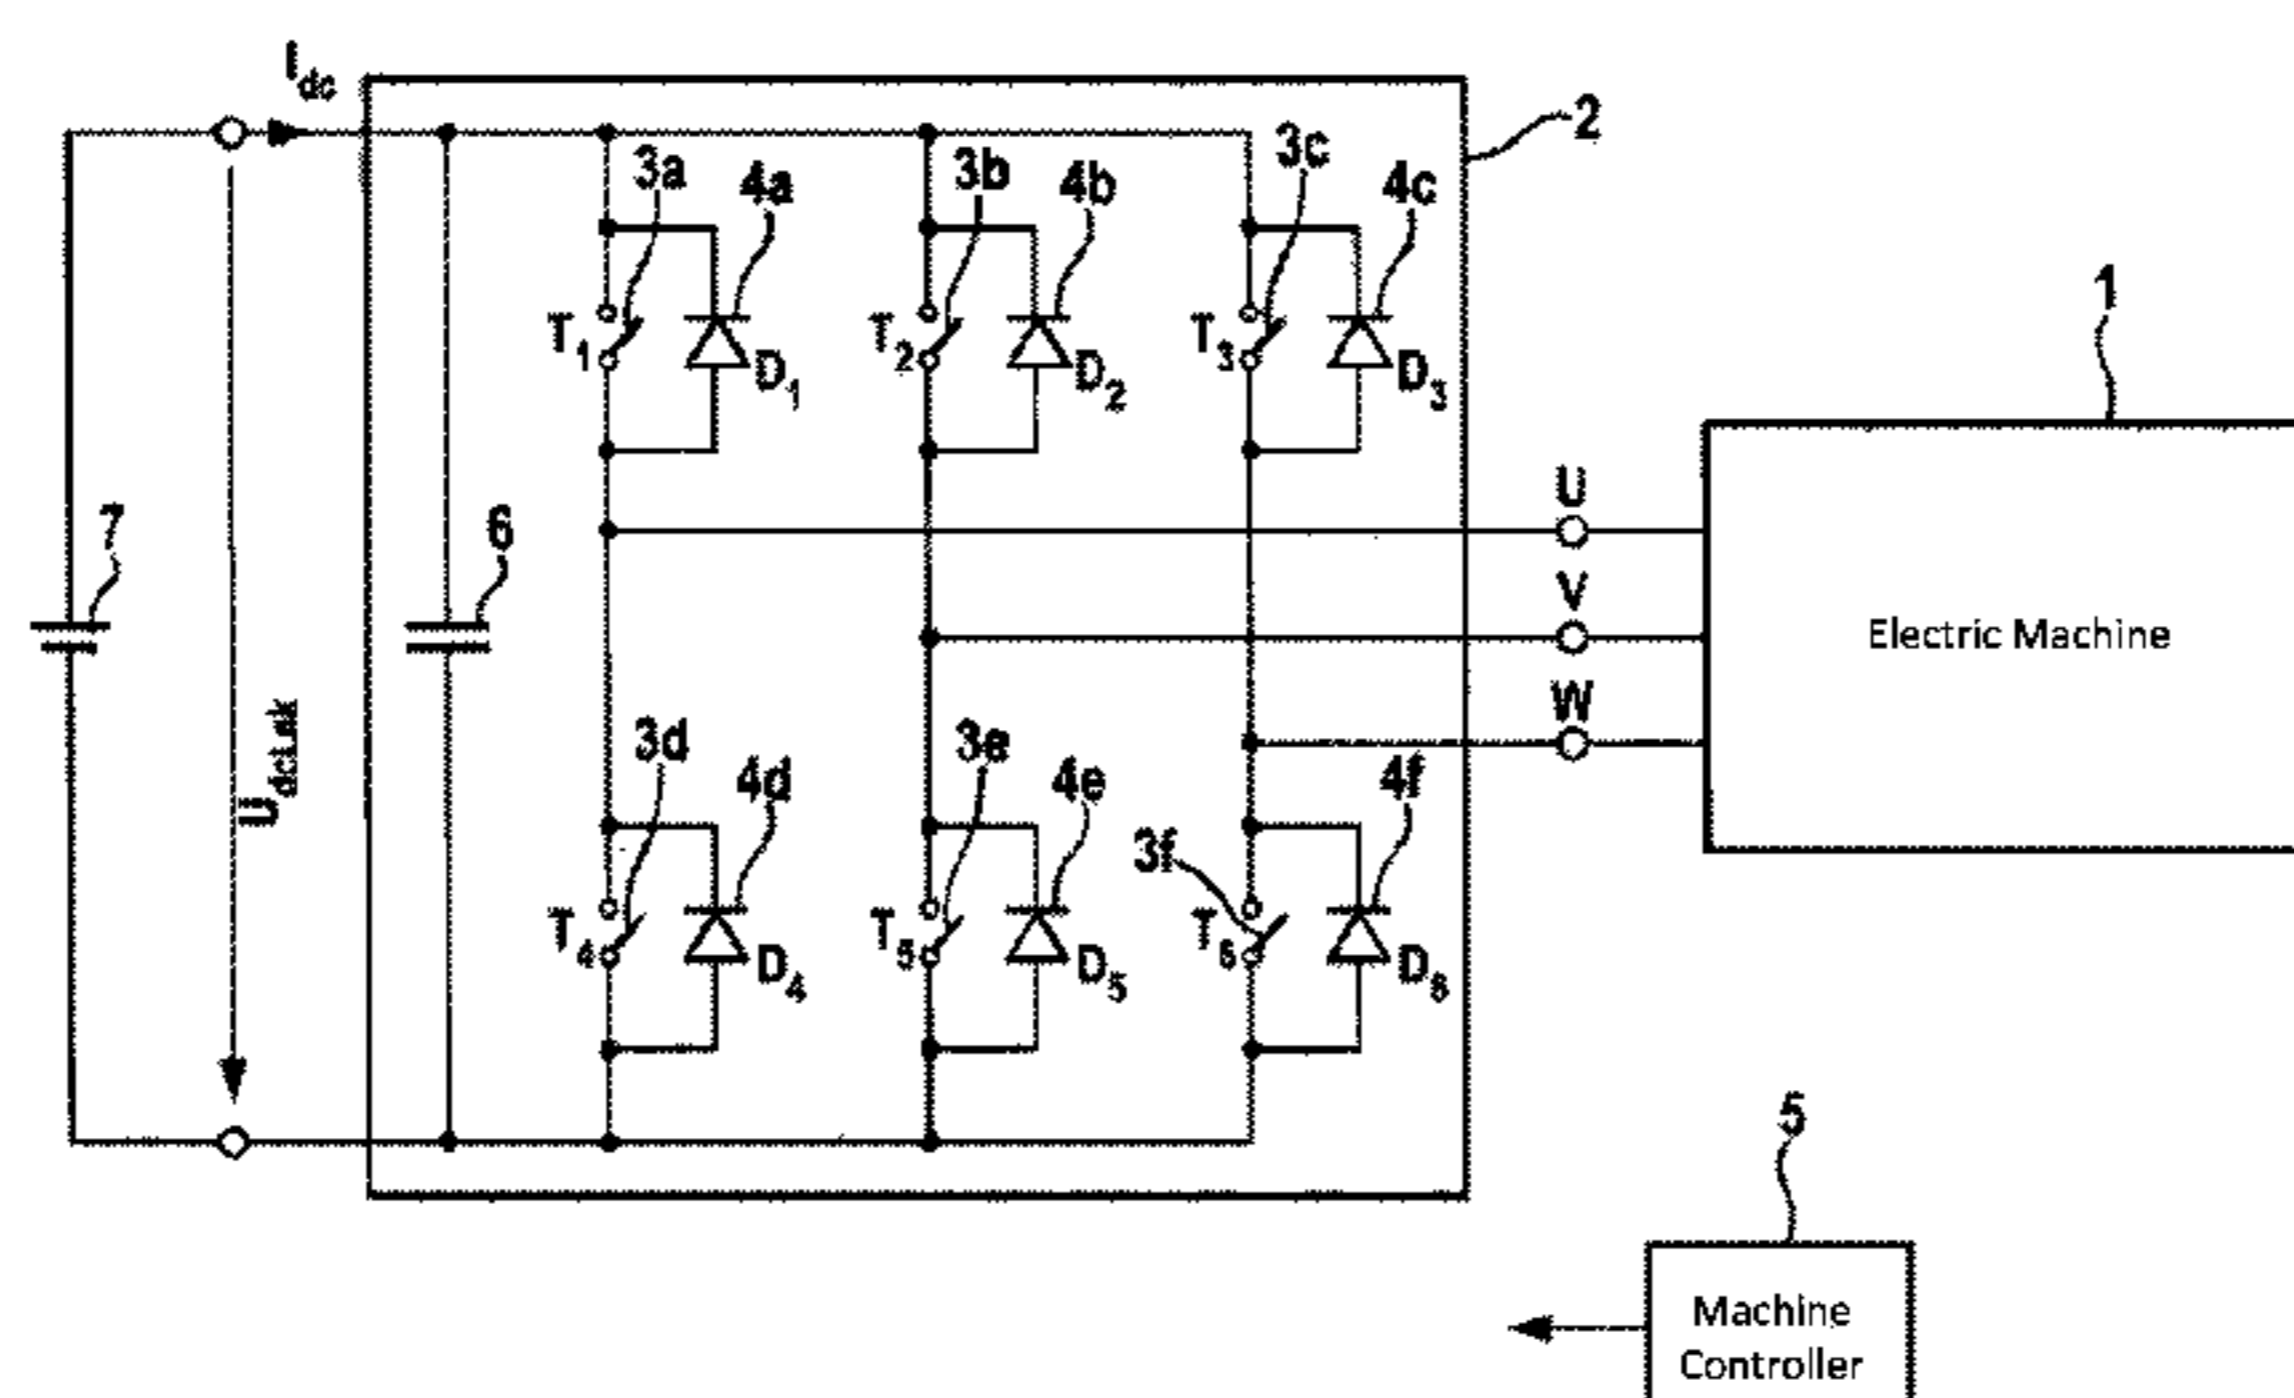 I_dc
2
3a
4a
3b
4b
3c
4c
1
T_1
D_1
T_2
D_2
T_3
D_3
U
7
6
V
Electric Machine
W
3d
4d
3e
4e
4f
3f
T_4
D_4
T_5
D_5
T_6
D_6
5
Machine
Controller